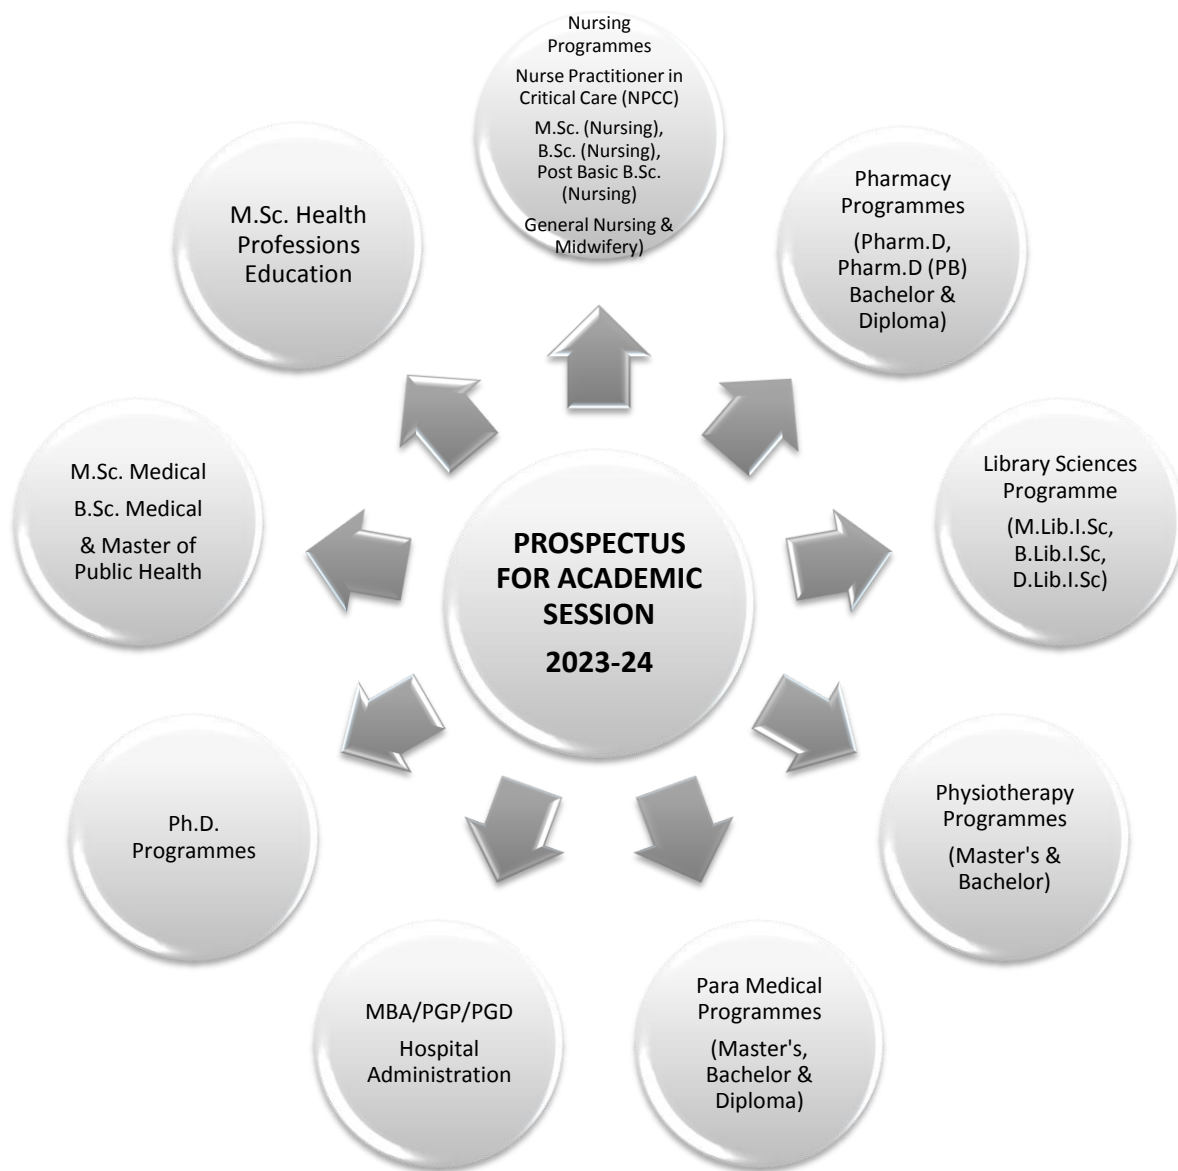 Nursing
Programmes
Nurse Practitioner in
Critical Care (NPCC)
M.Sc. (Nursing),
B.Sc. (Nursing),
Post Basic B.Sc.
(Nursing)
General Nursing &
Midwifery)
Pharmacy
Programmes
(Pharm.D,
Pharm.D (PB)
Bachelor &
Diploma)
Library Sciences
Programme
(M.Lib.I.Sc,
B.Lib.I.Sc,
D.Lib.I.Sc)
Physiotherapy
Programmes
(Master's &
Bachelor)
Para Medical
Programmes
(Master's,
Bachelor &
Diploma)
MBA/PGP/PGD
Hospital
Administration
Ph.D.
Programmes
M.Sc. Medical
B.Sc. Medical
& Master of
Public Health
M.Sc. Health
Professions
Education
PROSPECTUS
FOR ACADEMIC
SESSION
2023-24